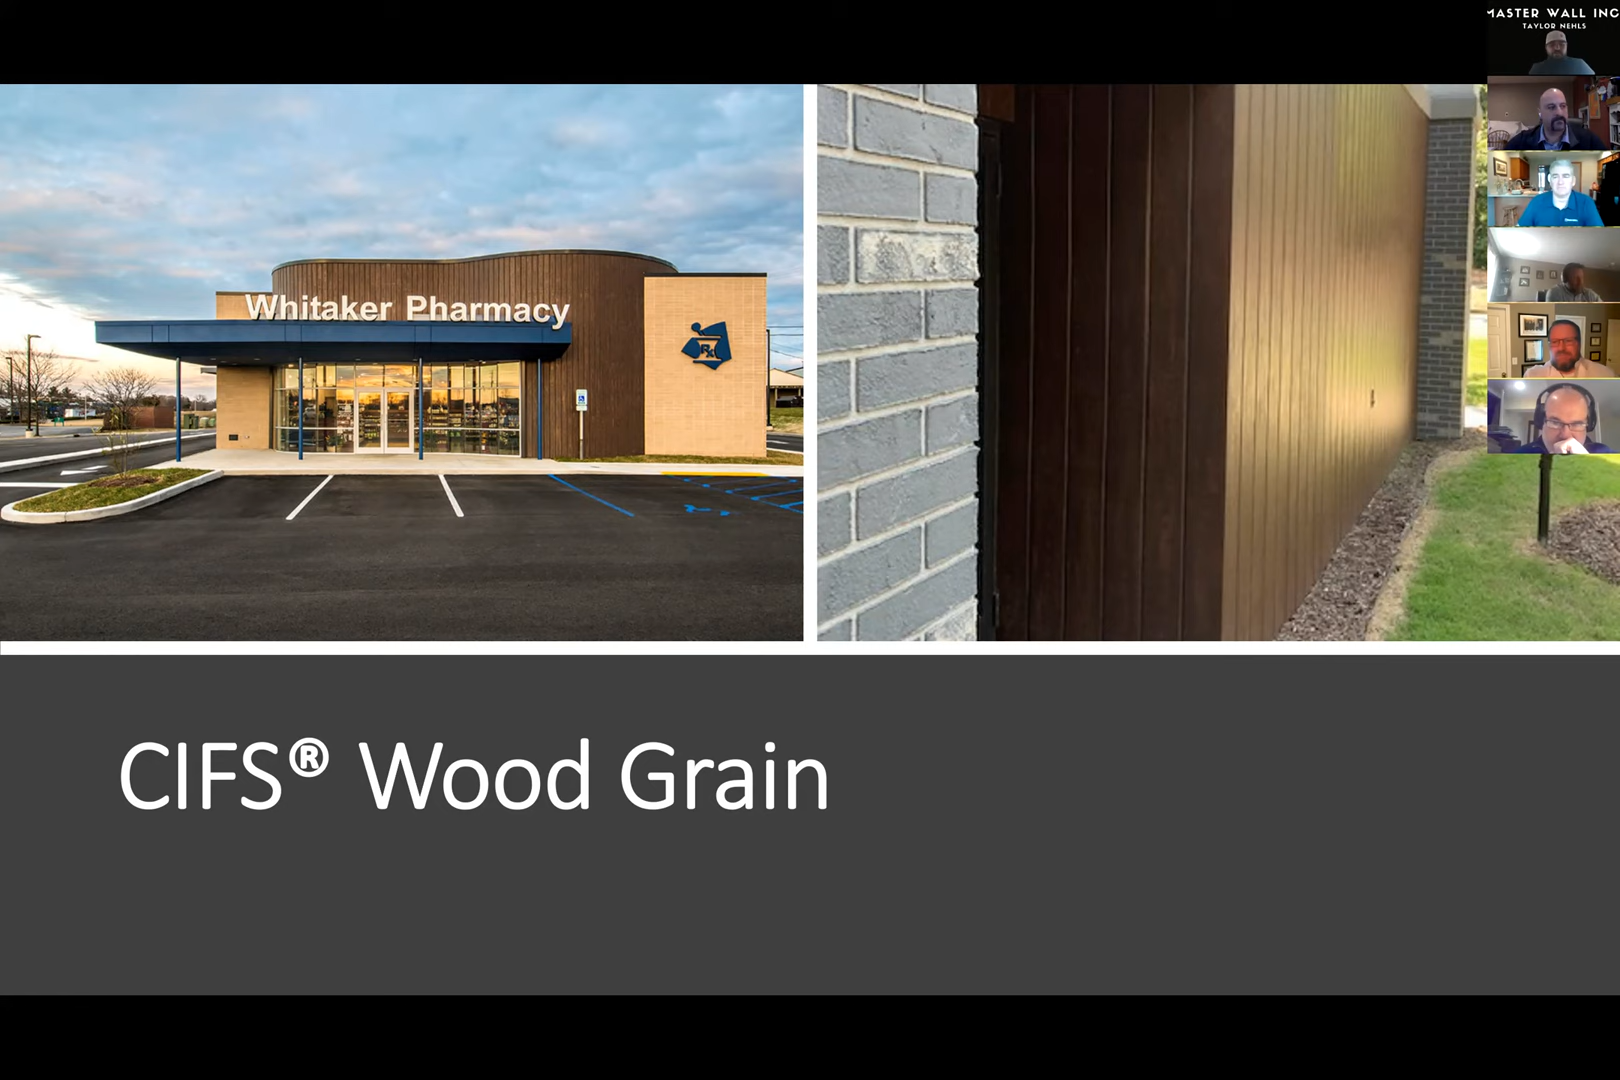 MASTER WALL INC
TAYLOR NEHLS
Whitaker Pharmacy
Rx
CIFS® Wood Grain